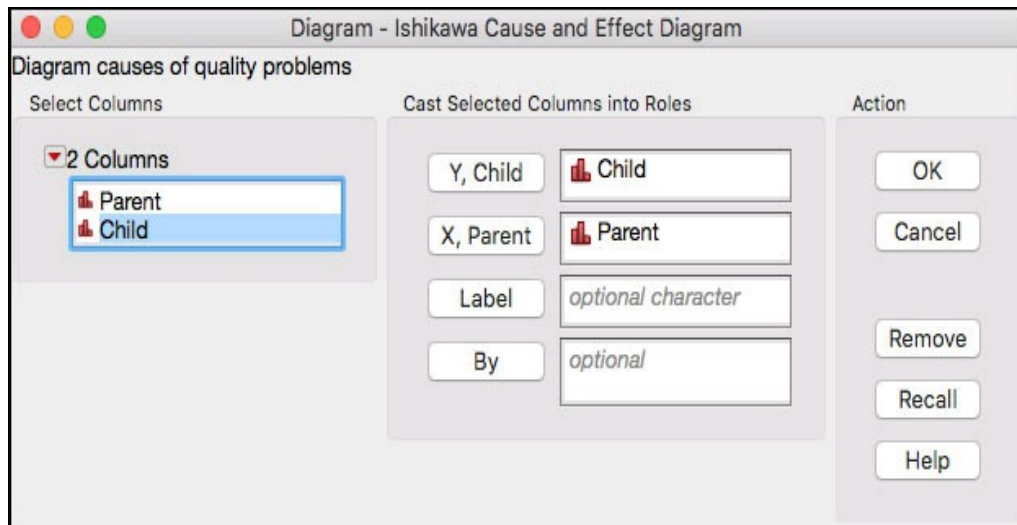 Diagram - Ishikawa Cause and Effect Diagram
Diagram causes of quality problems
Select Columns
2 Columns
Parent
Child
Cast Selected Columns into Roles
Y, Child
Child
X, Parent
Parent
Label
optional character
By
optional
Action
OK
Cancel
Remove
Recall
Help